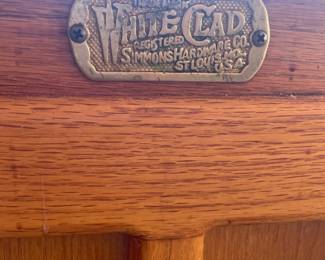 WHITE CLAD
REGISTERED
SIMMONS HARDWARE CO.
ST LOUIS
USA